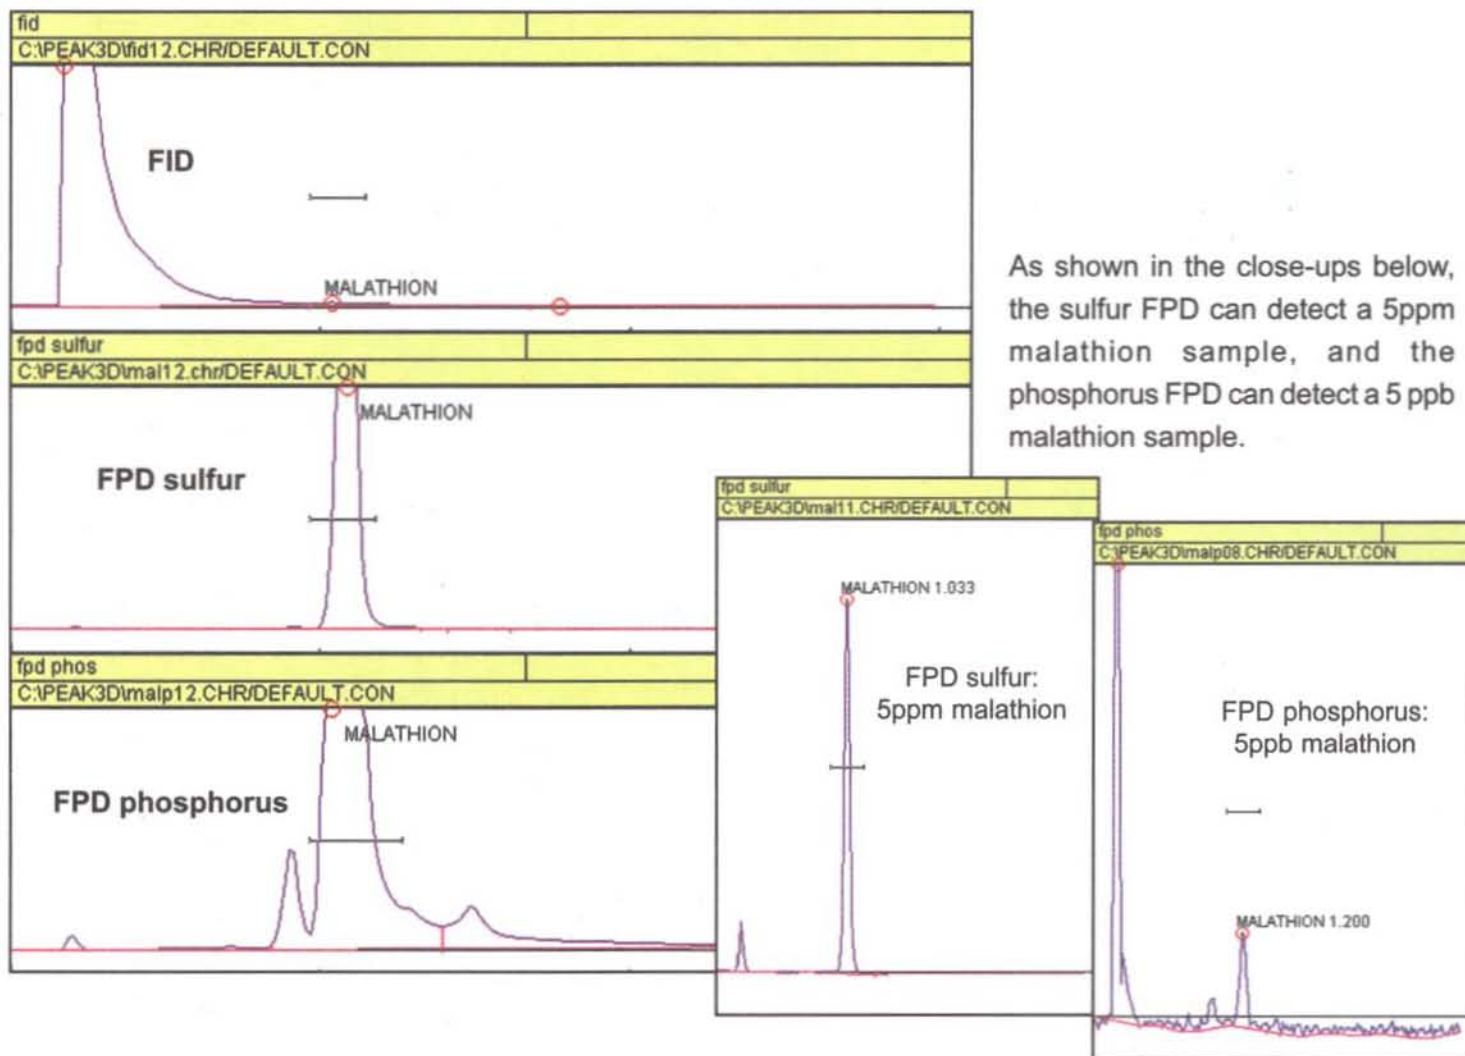 fid
C:\PEAK3D\fid12.CHR/DEFAULT.CON
FID
MALATHION
fpd sulfur
C:\PEAK3D\mal12.chr/DEFAULT.CON
MALATHION
FPD sulfur
fpd phos
C:\PEAK3D\malp12.CHR/DEFAULT.CON
MALATHION
FPD phosphorus
As shown in the close-ups below,
the sulfur FPD can detect a 5ppm
malathion sample, and the
phosphorus FPD can detect a 5 ppb
malathion sample.
fpd sulfur
C:\PEAK3D\mal11.CHR/DEFAULT.CON
MALATHION 1.033
FPD sulfur:
5ppm malathion
fpd phos
C:\PEAK3D\malp08.CHR/DEFAULT.CON
FPD phosphorus:
5ppb malathion
MALATHION 1.200